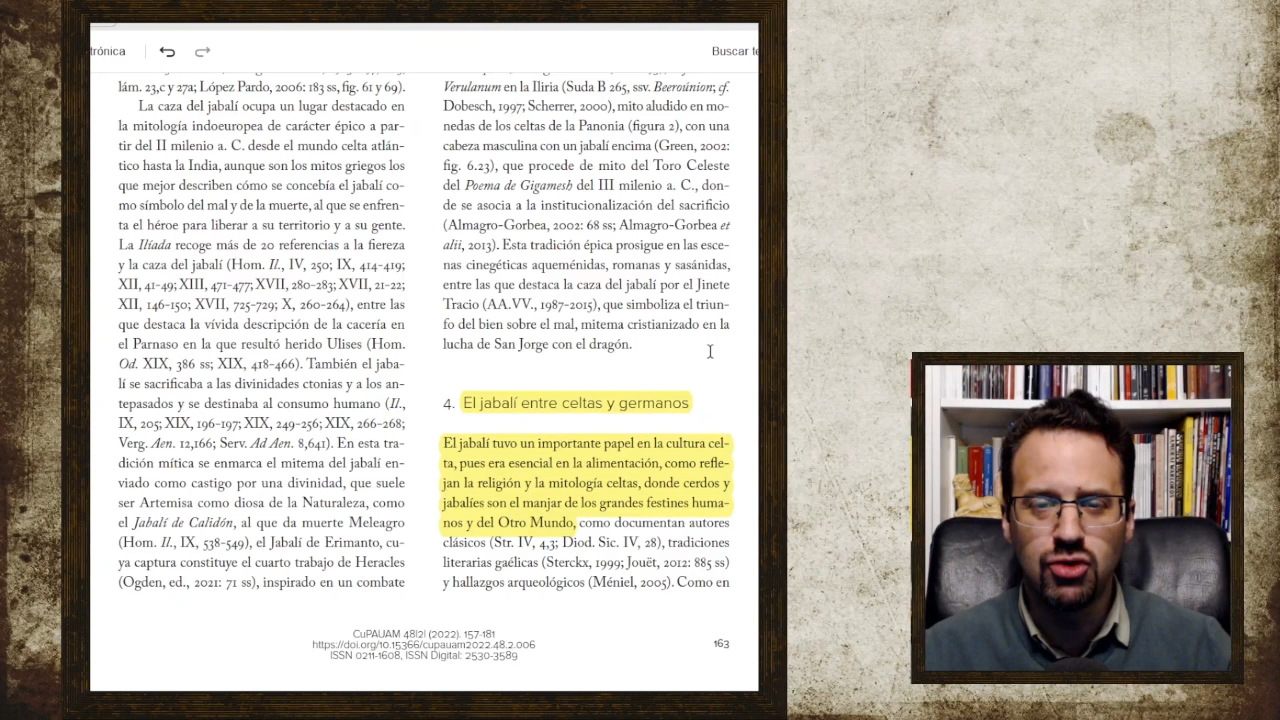 trónica
Buscar te
lám. 23,c y 27a; López Pardo, 2006: 183 ss, fig. 61 y 69).
La caza del jabalí ocupa un lugar destacado en
la mitología indoeuropea de carácter épico a par-
tir del II milenio a. C. desde el mundo celta atlán-
tico hasta la India, aunque son los mitos griegos los
que mejor describen cómo se concebía el jabalí co-
mo símbolo del mal y de la muerte, al que se enfren-
ta el héroe para liberar a su territorio y a su gente.
La Ilíada recoge más de 20 referencias a la fiereza
y la caza del jabalí (Hom. Il., IV, 250; IX, 414-419;
XII, 41-49; XIII, 471-477; XVII, 280-283; XVII, 21-22;
XII, 146-150; XVII, 725-729; X, 260-264), entre las
que destaca la vívida descripción de la cacería en
el Parnaso en la que resultó herido Ulises (Hom.
Od. XIX, 386 ss; XIX, 418-466). También el jaba-
lí se sacrificaba a las divinidades ctonias y a los an-
tepasados y se destinaba al consumo humano (Il.,
IX, 205; XIX, 196-197; XIX, 249-256; XIX, 266-268;
Verg. Aen. 12,166; Serv. Ad Aen. 8,641). En esta tra-
dición mítica se enmarca el mitema del jabalí en-
viado como castigo por una divinidad, que suele
ser Artemisa como diosa de la Naturaleza, como
el Jabalí de Calidón, al que da muerte Meleagro
(Hom. Il., IX, 538-549), el Jabalí de Erimanto, cu-
ya captura constituye el cuarto trabajo de Heracles
(Ogden, ed., 2021: 71 ss), inspirado en un combate
Verulanum en la Iliria (Suda B 265, ssv. Beeroúnion; cf.
Dobesch, 1997; Scherrer, 2000), mito aludido en mo-
nedas de los celtas de la Panonia (figura 2), con una
cabeza masculina con un jabalí encima (Green, 2002:
fig. 6.23), que procede de mito del Toro Celeste
del Poema de Gigamesh del III milenio a. C., don-
de se asocia a la institucionalización del sacrificio
(Almagro-Gorbea, 2002: 68 ss; Almagro-Gorbea et
alii, 2013). Esta tradición épica prosigue en las esce-
nas cinegéticas aqueménidas, romanas y sasánidas,
entre las que destaca la caza del jabalí por el Jinete
Tracio (AA.VV., 1987-2015), que simboliza el triun-
fo del bien sobre el mal, mitema cristianizado en la
lucha de San Jorge con el dragón.
4. El jabalí entre celtas y germanos
El jabalí tuvo un importante papel en la cultura cel-
ta, pues era esencial en la alimentación, como refle-
jan la religión y la mitología celtas, donde cerdos y
jabalíes son el manjar de los grandes festines huma-
nos y del Otro Mundo, como documentan autores
clásicos (Str. IV, 4,3; Diod. Sic. IV, 28), tradiciones
literarias gaélicas (Sterckx, 1999; Jouët, 2012: 885 ss)
y hallazgos arqueológicos (Méniel, 2005). Como en
CuPAUAM 48|2| (2022). 157-181
https://doi.org/10.15366/cupauam2022.48.2.006
ISSN 0211-1608, ISSN Digital: 2530-3589
163